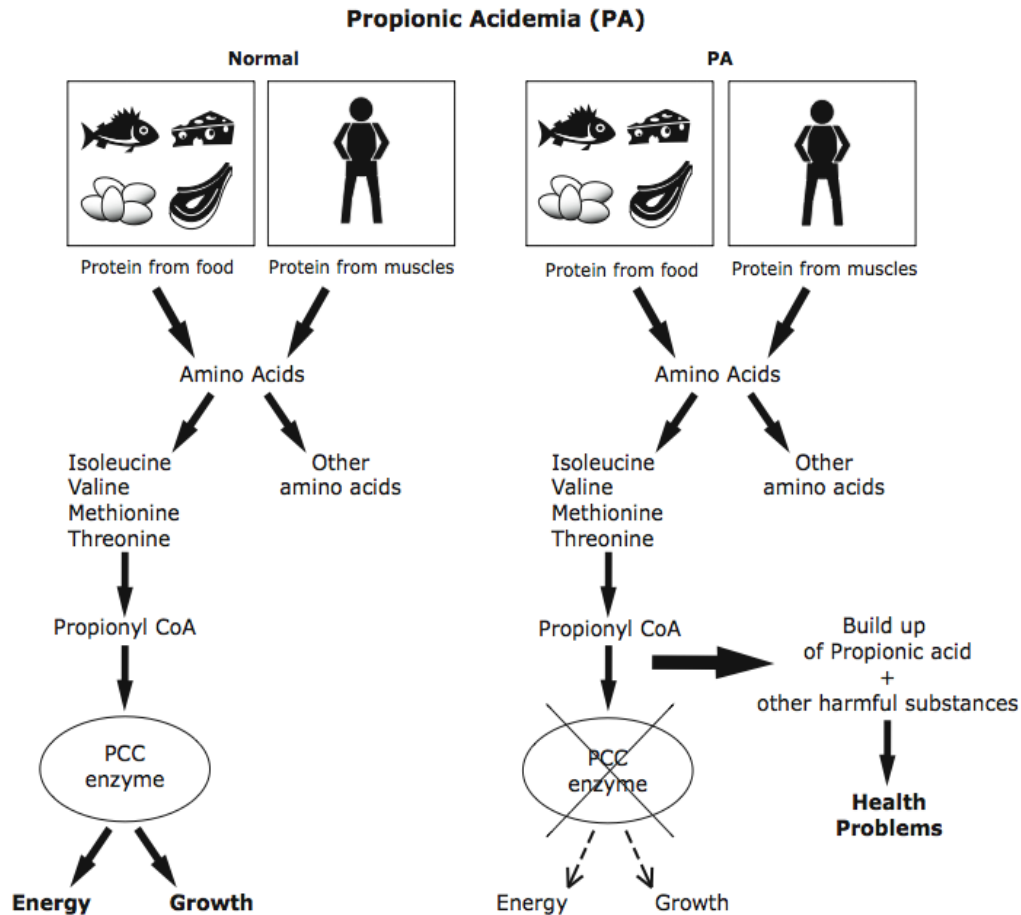 Propionic Acidemia (PA)
Normal
Protein from food
Protein from muscles
Amino Acids
Isoleucine
Valine
Methionine
Threonine
Other
amino acids
Propionyl CoA
PCC
enzyme
Energy
Growth
PA
Protein from food
Protein from muscles
Amino Acids
Isoleucine
Valine
Methionine
Threonine
Other
amino acids
Propionyl CoA
Build up
of Propionic acid
+
other harmful substances
PCC
enzyme
Health
Problems
Energy
Growth